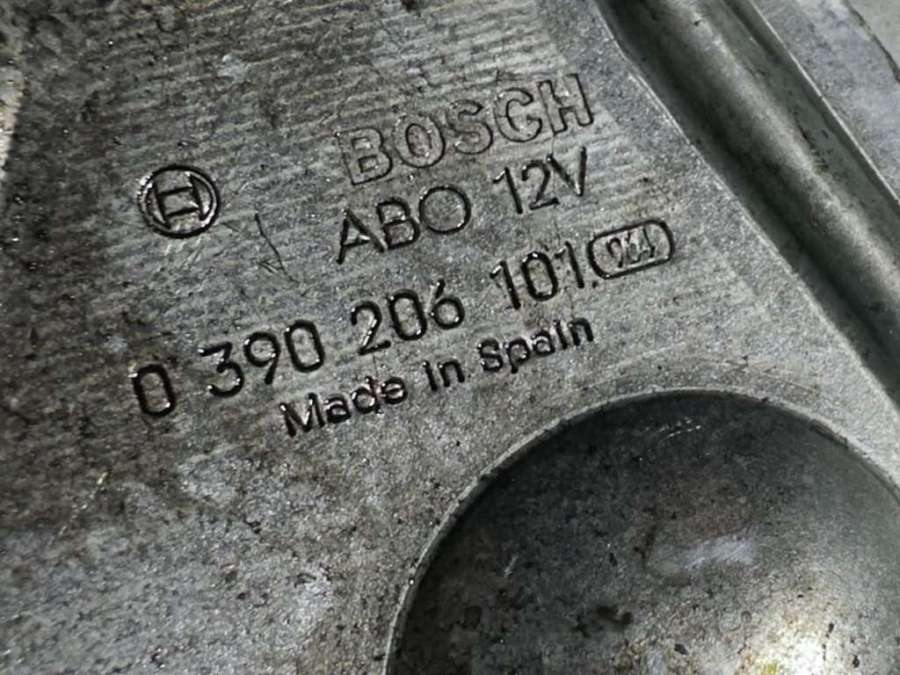 BOSCH
ABO 12V
0 390 206 101
Made in Spain